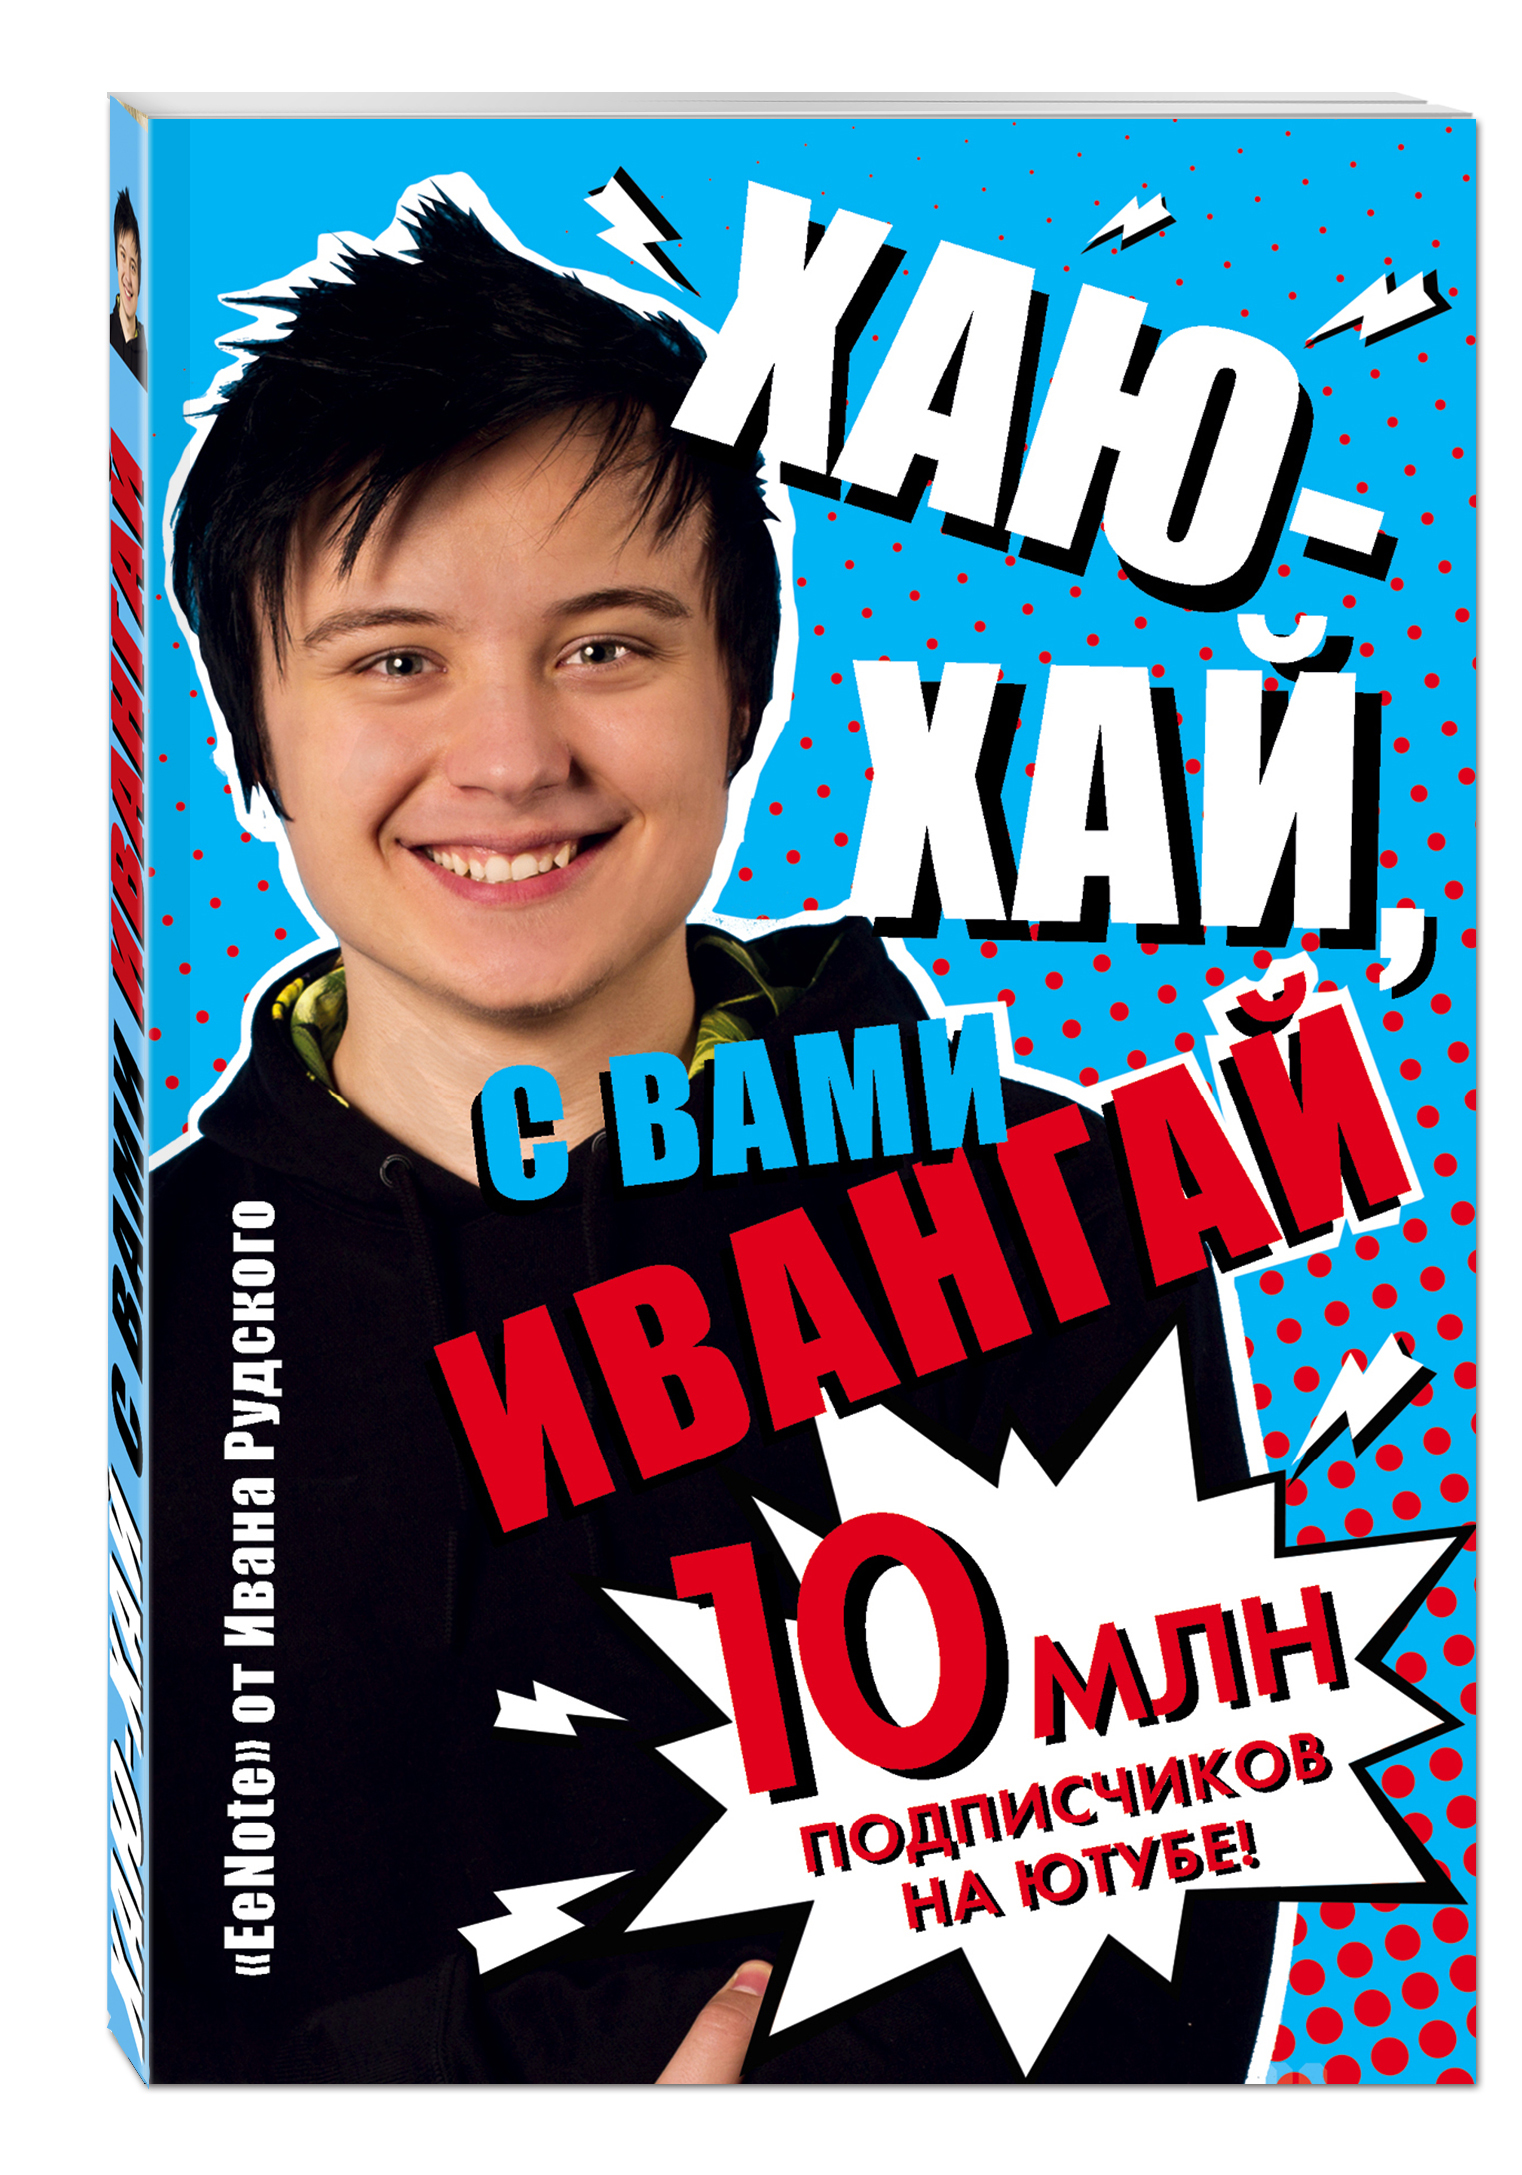 ХАЮ-
ХАЙ,
С ВАМИ
ИВАНГАЙ
10 МЛН
ПОДПИСЧИКОВ
НА ЮТУБЕ!
«EeNote» от Ивана Рудского
ХАЮ-ХАЙ С ВАМИ ИВАНГАЙ